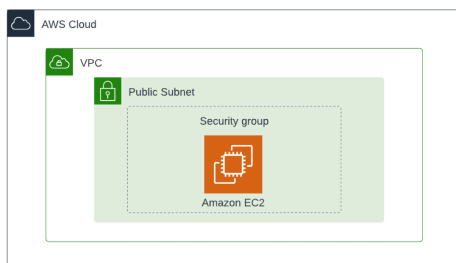 AWS Cloud
VPC
Public Subnet
Security group
Amazon EC2